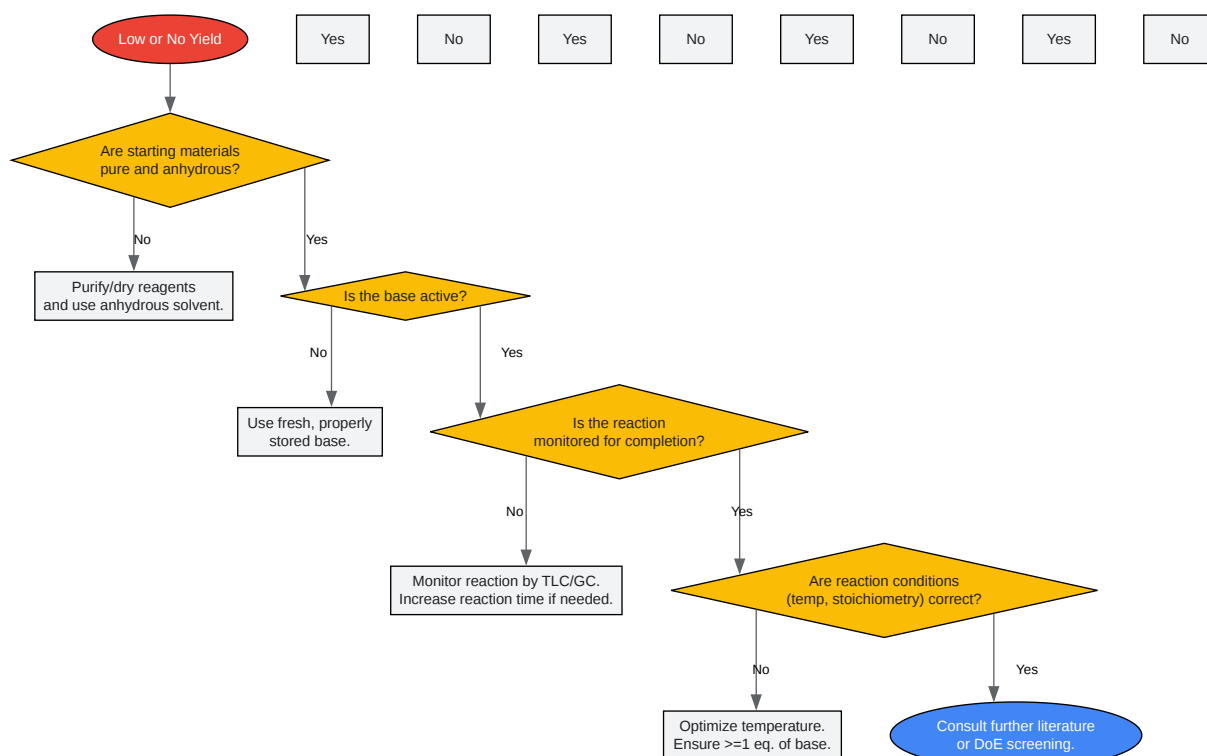 Low or No Yield
Yes
No
Yes
No
Yes
No
Yes
No
Are starting materials
pure and anhydrous?
No
Yes
Purify/dry reagents
and use anhydrous solvent.
Is the base active?
No
Yes
Use fresh, properly
stored base.
Is the reaction
monitored for completion?
No
Yes
Monitor reaction by TLC/GC.
Increase reaction time if needed.
Are reaction conditions
(temp, stoichiometry) correct?
No
Yes
Optimize temperature.
Ensure >=1 eq. of base.
Consult further literature
or DoE screening.